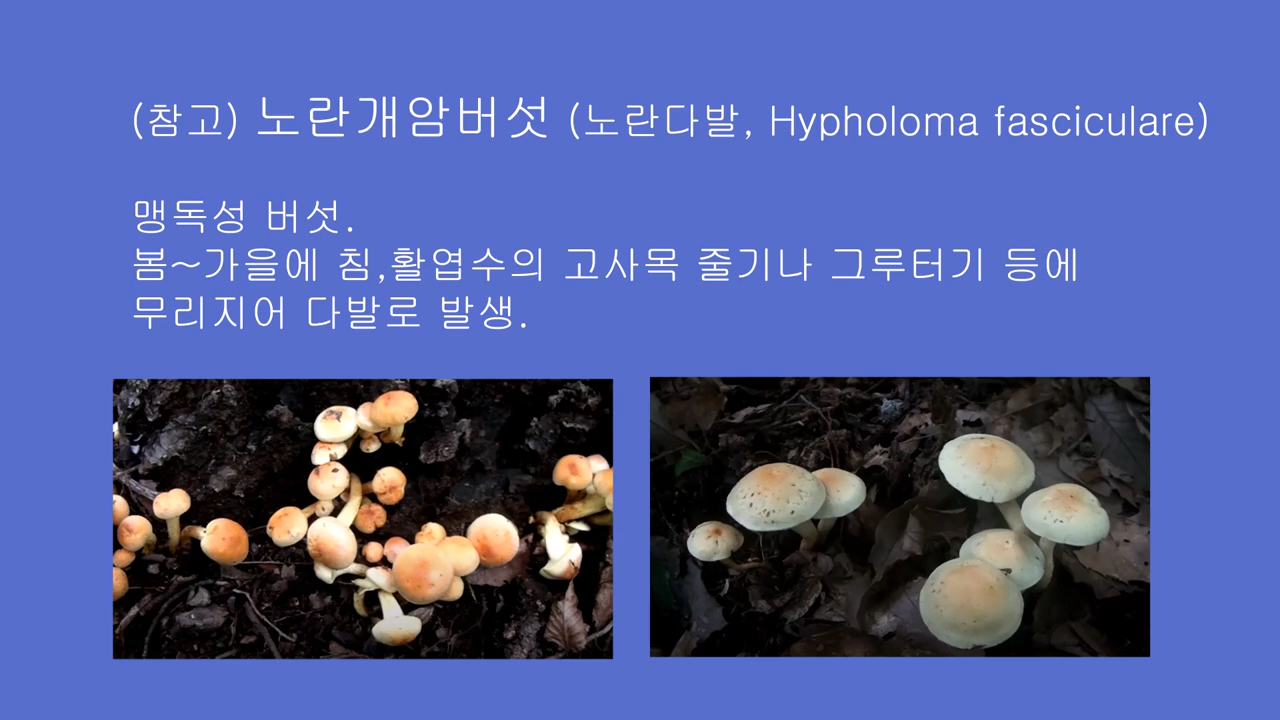 (참고) 노란개암버섯 (노란다발, Hypholoma fasciculare)
맹독성 버섯.
봄~가을에 침,활엽수의 고사목 줄기나 그루터기 등에
무리지어 다발로 발생.